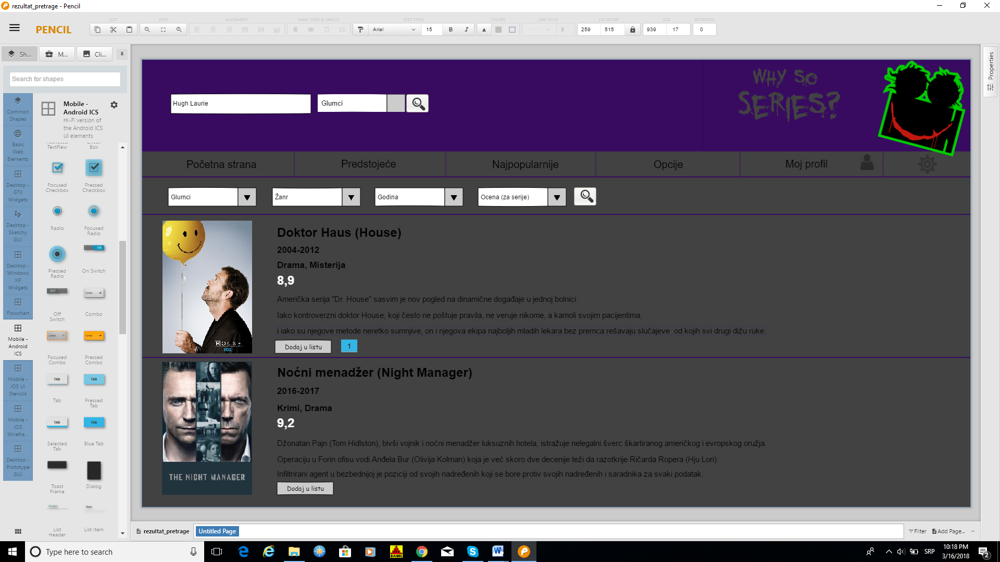 rezultat_pretrage - Pencil
PENCIL
EDIT
100%
ALIGNMENT
SAME SIZES & SPACES
TEXT STYLE
COLORS
LINE STYLE
LOCATION
SIZE
ROTATION
Arial
15
B
I
A
3
259
515
939
17
0
Sh...
M...
Cli...
Search for shapes
Properties
Common Shapes
Basic Web Elements
Desktop - GTK Widgets
Desktop - Sketchy GUI
Desktop - Windows XP Widgets
Flowchart
Mobile - Android ICS
Mobile - iOS UI Stencils
Mobile - iOS Wirefra...
Desktop - Prototype GUI
Mobile - Android ICS
Hi-Fi version of the Android ICS UI elements
TextFiew
Box
Focused Checkbox
Pressed Checkbox
Radio
Focused Radio
ON
Pressed Radio
On Switch
OFF
Combo
Off Switch
Combo
Combo
Combo
Focused Combo
Pressed Combo
TAB
TAB
Tab
Pressed Tab
TAB
TAB
Selected Tab
Blue Tab
Toast Frame
Dialog
Header
Item
List Header
List Item
Hugh Laurie
Glumci
WHY SO
SERIES?
Početna strana
Predstojeće
Najpopularnije
Opcije
Moj profil
Glumci
Žanr
Godina
Ocena (za serije)
Doktor Haus (House)
2004-2012
Drama, Misterija
8,9
Američka serija "Dr. House" sasvim je nov pogled na dinamične događaje u jednoj bolnici.
Iako kontroverzni doktor House, koji često ne poštuje pravila, ne veruje nikome, a kamoli svojim pacijentima,
i iako su njegove metode neretko sumnjive, on i njegova ekipa najboljih mladih lekara bez premca rešavaju slučajeve od kojih svi drugi dižu ruke.
HOUSE
FOX
Dodaj u listu
1
Noćni menadžer (Night Manager)
2016-2017
Krimi, Drama
9,2
Džonatan Pajn (Tom Hidlston), bivši vojnik i noćni menadžer luksuznih hotela, istražuje nelegalni šverc škartiranog američkog i evropskog oružja.
Operaciju u Forin ofisu vodi Anđela Bur (Olivija Kolman) koja je već skoro dve decenije teži da razotkrije Ričarda Ropera (Hju Lori).
Infiltrirani agent u bezbednijoj je poziciji od svojih nadređenih koji se bore protiv svojih nadređenih i saradnika za svaki podatak.
THE NIGHT MANAGER
Dodaj u listu
rezultat_pretrage
Untitled Page
Filter
Add Page...
Type here to search
BABEL
SRP
10:18 PM
3/16/2018
2